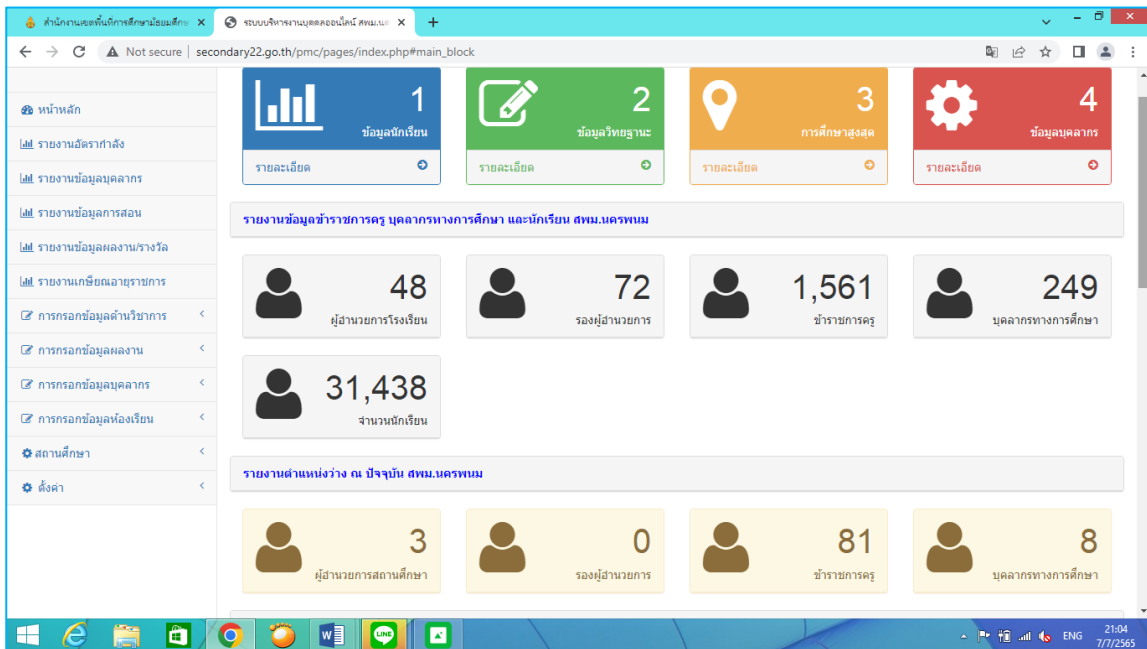 สำนักงานเขตพื้นที่การศึกษามัธยมศึกษ
ระบบบริหารงานบุคคลออนไลน์ สพม.นค
Not secure
secondary22.go.th/pmc/pages/index.php#main_block
หน้าหลัก
รายงานอัตรากำลัง
รายงานข้อมูลบุคลากร
รายงานข้อมูลการสอน
รายงานข้อมูลผลงาน/รางวัล
รายงานเกษียณอายุราชการ
การกรอกข้อมูลด้านวิชาการ
การกรอกข้อมูลผลงาน
การกรอกข้อมูลบุคลากร
การกรอกข้อมูลห้องเรียน
สถานศึกษา
ตั้งค่า
1
ข้อมูลนักเรียน
รายละเอียด
2
ข้อมูลวิทยฐานะ
รายละเอียด
3
การศึกษาสูงสุด
รายละเอียด
4
ข้อมูลบุคลากร
รายละเอียด
รายงานข้อมูลข้าราชการครู บุคลากรทางการศึกษา และนักเรียน สพม.นครพนม
48
ผู้อำนวยการโรงเรียน
72
รองผู้อำนวยการ
1,561
ข้าราชการครู
249
บุคลากรทางการศึกษา
31,438
จำนวนนักเรียน
รายงานตำแหน่งว่าง ณ ปัจจุบัน สพม.นครพนม
3
ผู้อำนวยการสถานศึกษา
0
รองผู้อำนวยการ
81
ข้าราชการครู
8
บุคลากรทางการศึกษา
LINE
ENG
21:04
7/7/2565